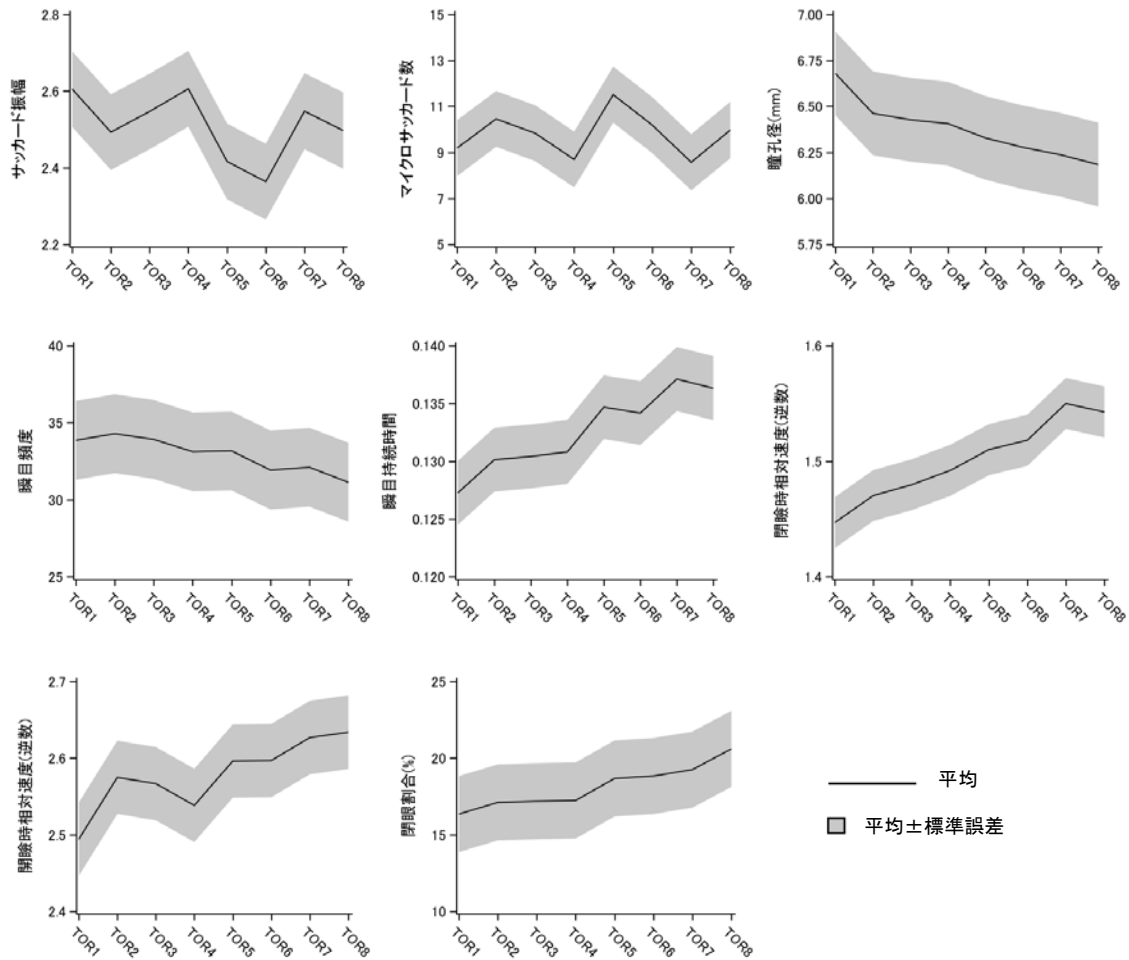 サッカード振幅
2.8
2.6
2.4
2.2
TOR1
TOR2
TOR3
TOR4
TOR5
TOR6
TOR7
TOR8
マイクロサッカード数
15
13
11
9
7
5
TOR1
TOR2
TOR3
TOR4
TOR5
TOR6
TOR7
TOR8
瞳孔径(mm)
7.00
6.75
6.50
6.25
6.00
5.75
TOR1
TOR2
TOR3
TOR4
TOR5
TOR6
TOR7
TOR8
瞬目頻度
40
35
30
25
TOR1
TOR2
TOR3
TOR4
TOR5
TOR6
TOR7
TOR8
瞬目持続時間
0.140
0.135
0.130
0.125
0.120
TOR1
TOR2
TOR3
TOR4
TOR5
TOR6
TOR7
TOR8
閉瞼時相対速度(逆数)
1.6
1.5
1.4
TOR1
TOR2
TOR3
TOR4
TOR5
TOR6
TOR7
TOR8
開瞼時相対速度(逆数)
2.7
2.6
2.5
2.4
TOR1
TOR2
TOR3
TOR4
TOR5
TOR6
TOR7
TOR8
閉眼割合(%)
25
20
15
10
TOR1
TOR2
TOR3
TOR4
TOR5
TOR6
TOR7
TOR8
平均
平均±標準誤差